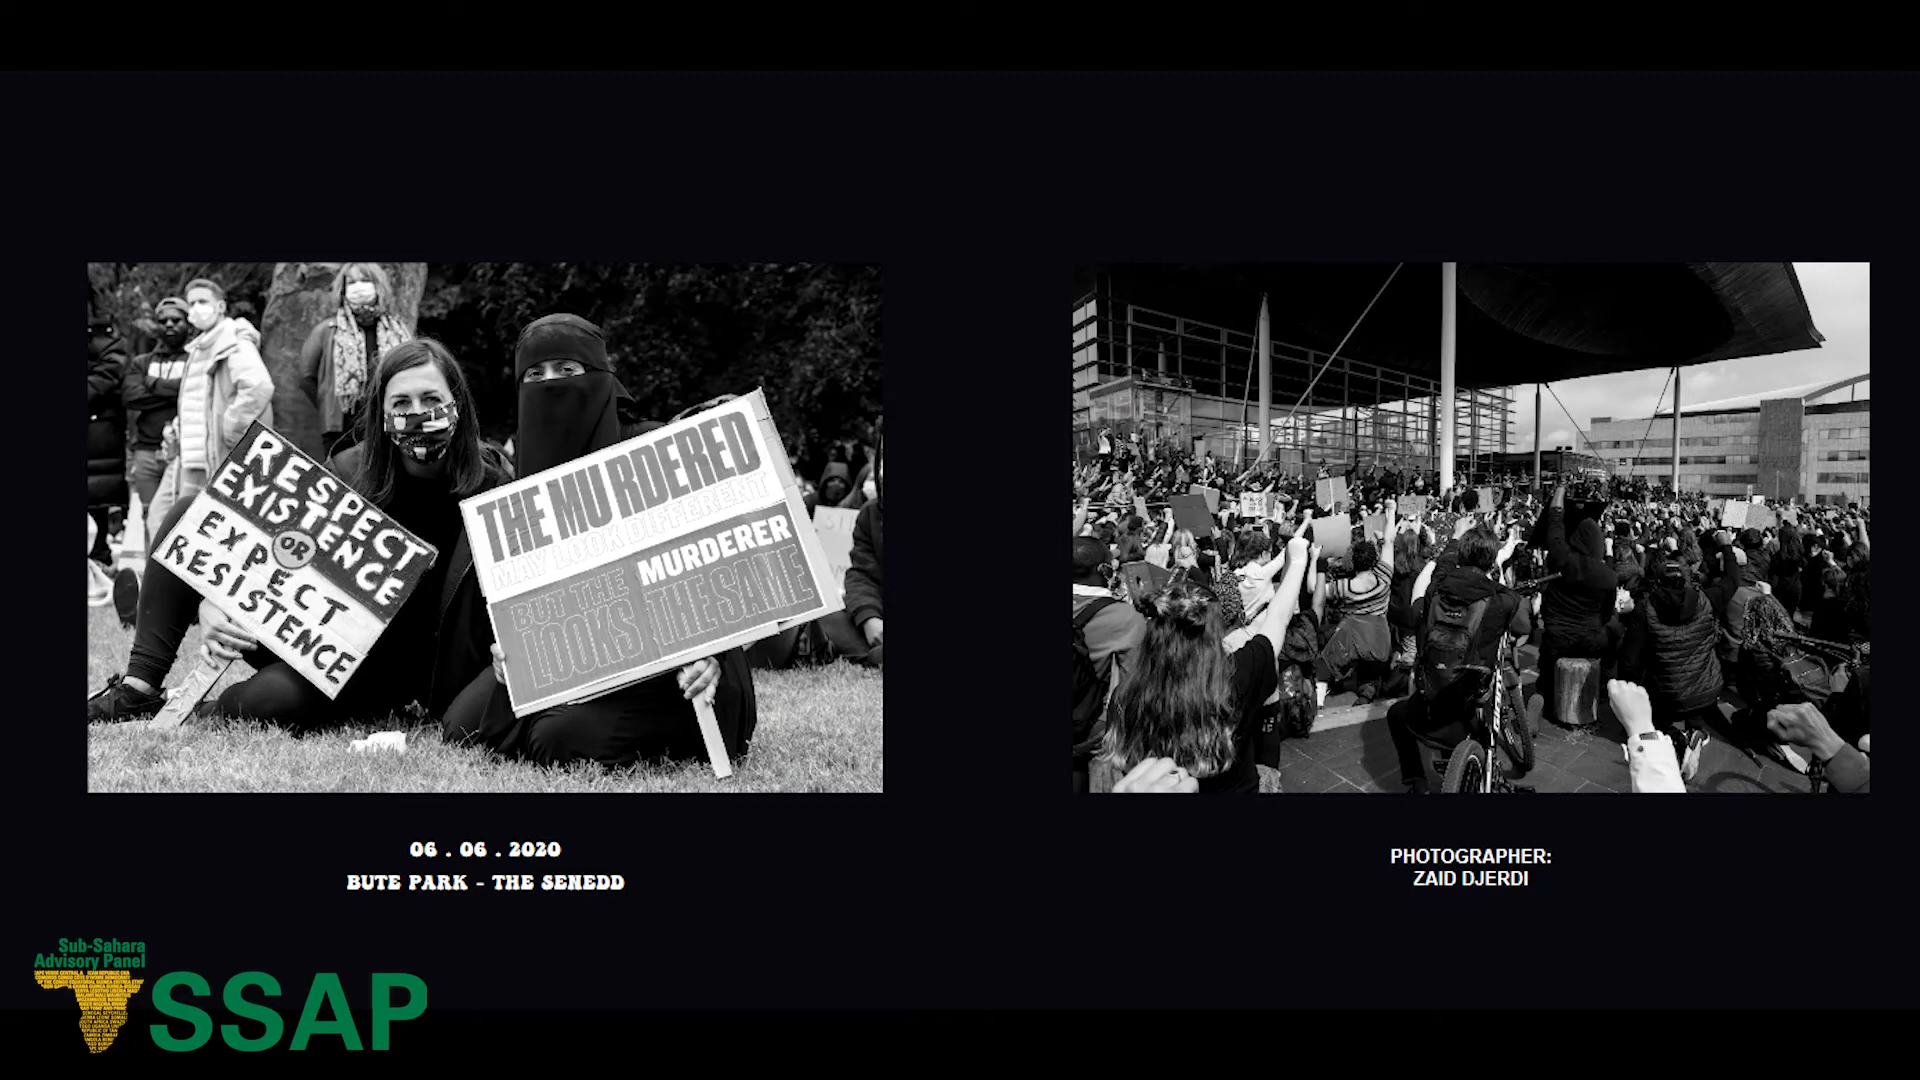 RESPECT
EXISTENCE
OR
EXPECT
RESISTENCE
THE MURDERED
MAY LOOK DIFFERENT
BUT THE MURDERER
LOOKS THE SAME
06 . 06 . 2020
BUTE PARK - THE SENEDD
PHOTOGRAPHER:
ZAID DJERDI
Sub-Sahara
Advisory Panel
SSAP